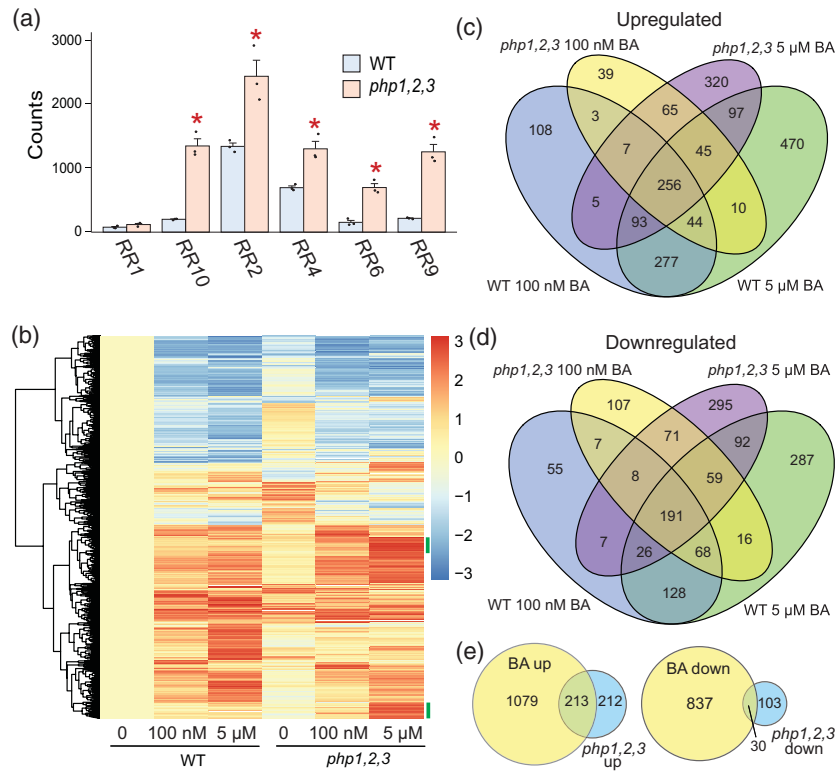 (a)
3000
2000
1000
0
Counts
WT
php1,2,3
*
*
*
*
*
RR1
RR10
RR2
RR4
RR6
RR9
(b)
3
2
1
0
−1
−2
−3
0 100 nM 5 µM 0 100 nM 5 µM
WT php1,2,3
(c)
Upregulated
php1,2,3 100 nM BA
php1,2,3 5 µM BA
39
320
108
3
65
97
470
7
45
256
5
93
44
10
277
WT 100 nM BA
WT 5 µM BA
(d)
Downregulated
php1,2,3 100 nM BA
php1,2,3 5 µM BA
107
295
55
7
71
92
287
8
59
191
7
26
68
16
128
WT 100 nM BA
WT 5 µM BA
(e)
BA up
1079
213
212
php1,2,3
up
BA down
837
103
30
php1,2,3
down